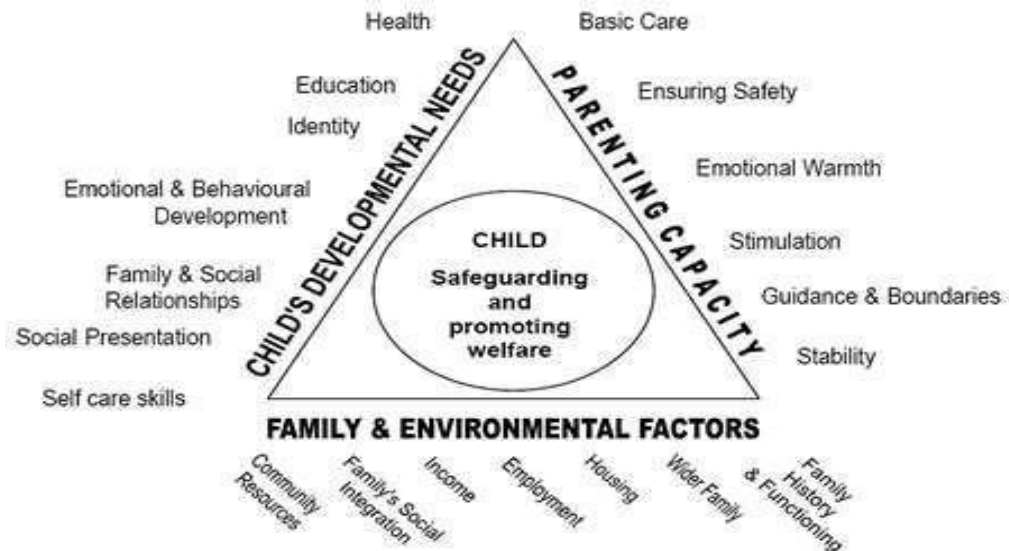 Health
Education
Identity
Emotional & Behavioural
Development
Family & Social
Relationships
Social Presentation
Self care skills
CHILD'S DEVELOPMENTAL NEEDS
Basic Care
Ensuring Safety
Emotional Warmth
Stimulation
Guidance & Boundaries
Stability
PARENTING CAPACITY
CHILD
Safeguarding
and
promoting
welfare
FAMILY & ENVIRONMENTAL FACTORS
Community
Resources
Family's Social
Integration
Income
Employment
Housing
Wider Family
Family
History
& Functioning